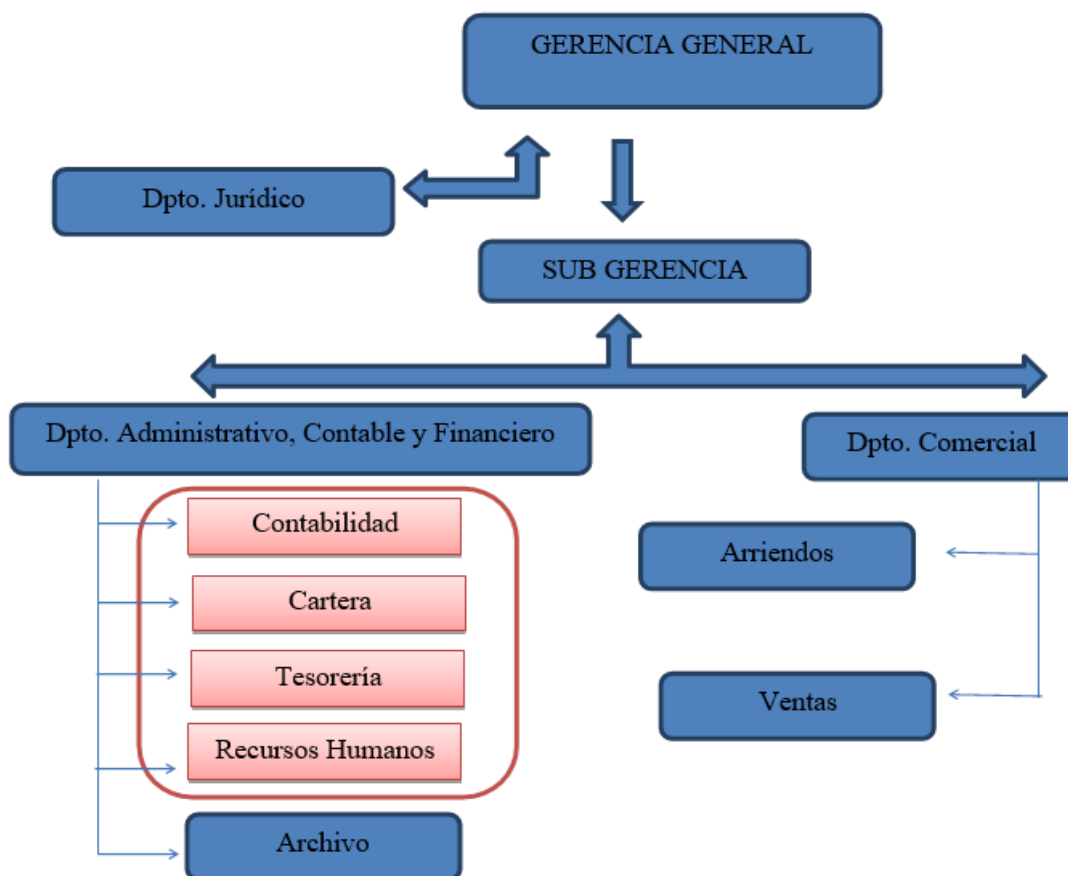 GERENCIA GENERAL
Dpto. Jurídico
SUB GERENCIA
Dpto. Administrativo, Contable y Financiero
Dpto. Comercial
Contabilidad
Cartera
Tesorería
Recursos Humanos
Archivo
Arriendos
Ventas